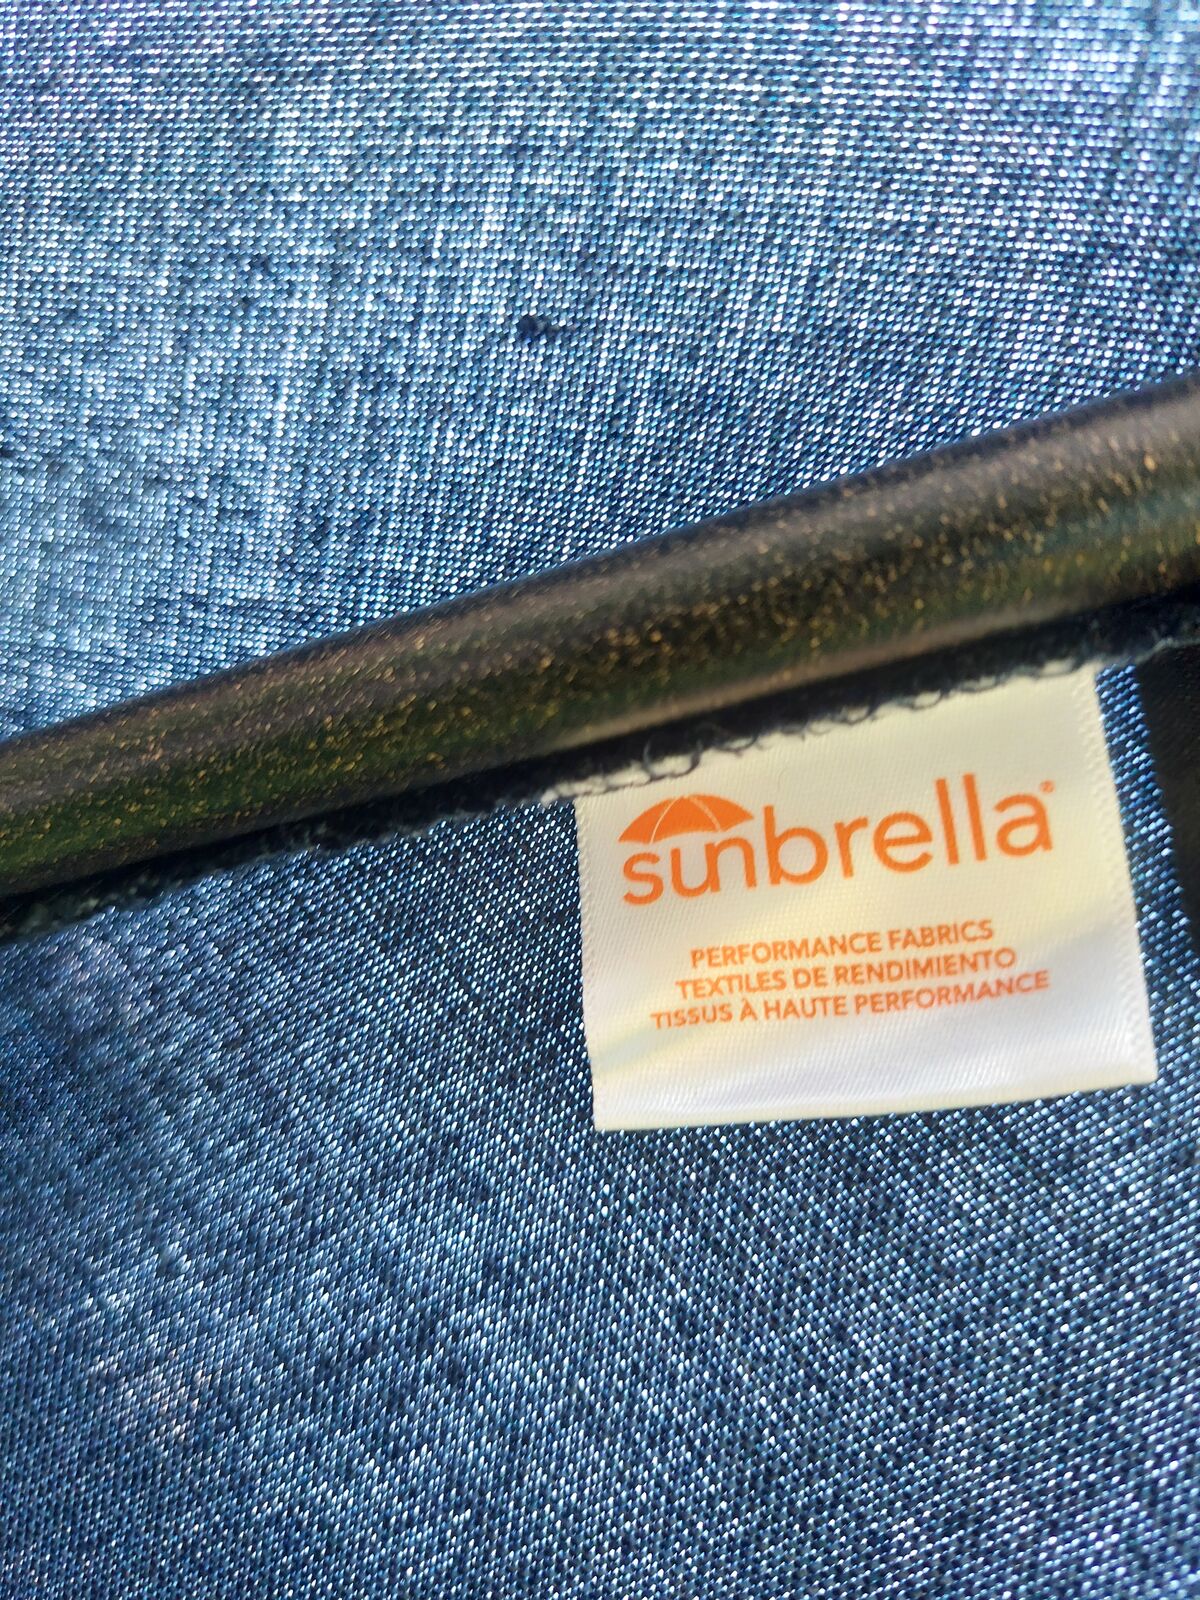 sunbrella®
PERFORMANCE FABRICS
TEXTILES DE RENDIMIENTO
TISSUS À HAUTE PERFORMANCE